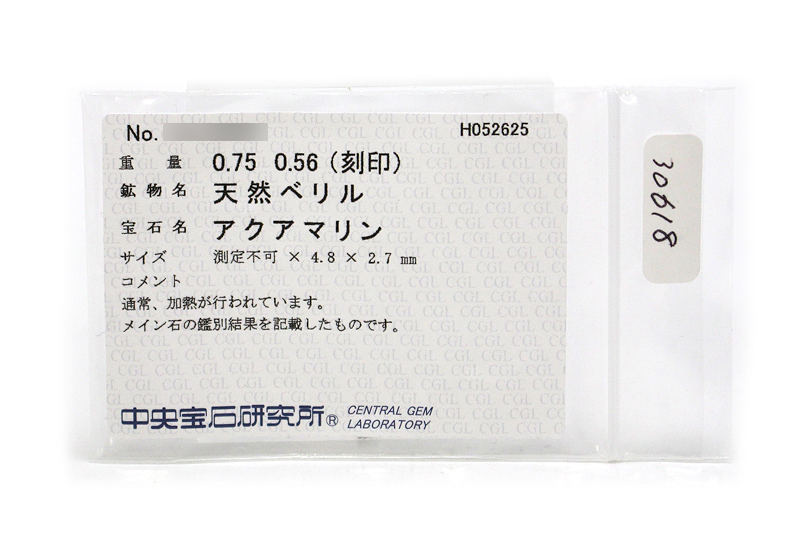 No.
H052625
重量 0.75 0.56 (刻印)
鉱物名 天然ベリル
宝石名 アクアマリン
サイズ 測定不可 × 4.8 × 2.7 mm
コメント
通常、加熱が行われています。
メイン石の鑑別結果を記載したものです。
中央宝石研究所® CENTRAL GEM LABORATORY
30618